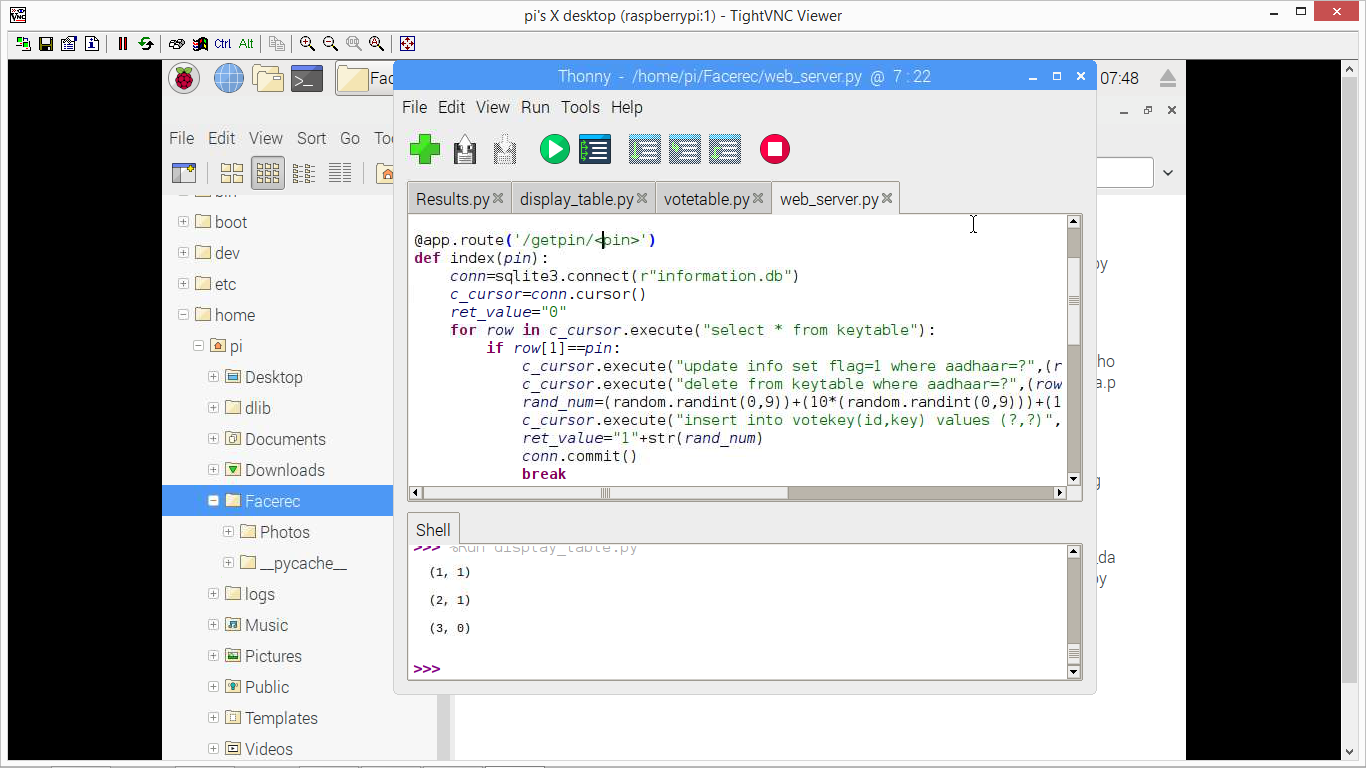 pi's X desktop (raspberrypi:1) - TightVNC Viewer
Ctrl Alt
Fac
Thonny - /home/pi/Facerec/web_server.py @ 7 : 22
07:48
File Edit View Sort Go Too
File Edit View Run Tools Help
Results.py display_table.py votetable.py web_server.py
bin
boot
dev
etc
home
pi
Desktop
dlib
Documents
Downloads
Facerec
Photos
__pycache__
logs
Music
Pictures
Public
Templates
Videos
@app.route('/getpin/<pin>')
def index(pin):
conn=sqlite3.connect(r"information.db")
c_cursor=conn.cursor()
ret_value="0"
for row in c_cursor.execute("select * from keytable"):
if row[1]==pin:
c_cursor.execute("update info set flag=1 where aadhaar=?",(r
c_cursor.execute("delete from keytable where aadhaar=?",(row
rand_num=(random.randint(0,9))+(10*(random.randint(0,9)))+(1
c_cursor.execute("insert into votekey(id,key) values (?,?)",
ret_value="1"+str(rand_num)
conn.commit()
break
Shell
>>> %Run display_table.py
(1, 1)
(2, 1)
(3, 0)
>>>
py
ho
a.p
g
_da
py